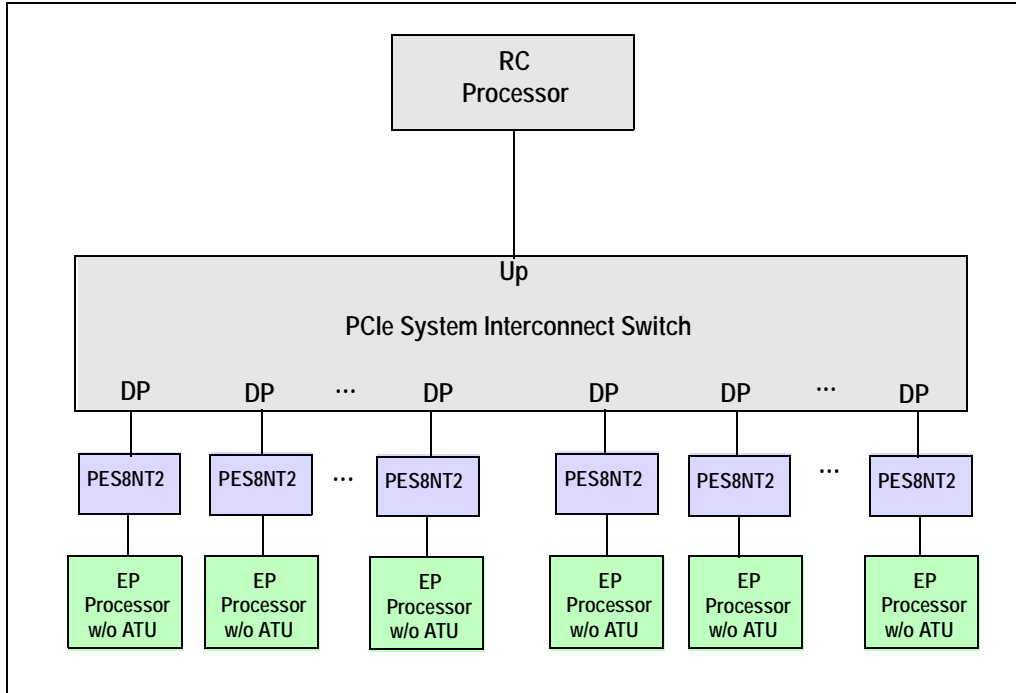 RC
Processor
Up
PCIe System Interconnect Switch
DP DP ... DP DP DP ... DP
PES8NT2 PES8NT2 ... PES8NT2 PES8NT2 PES8NT2 ... PES8NT2
EP
Processor
w/o ATU
EP
Processor
w/o ATU
EP
Processor
w/o ATU
EP
Processor
w/o ATU
EP
Processor
w/o ATU
EP
Processor
w/o ATU